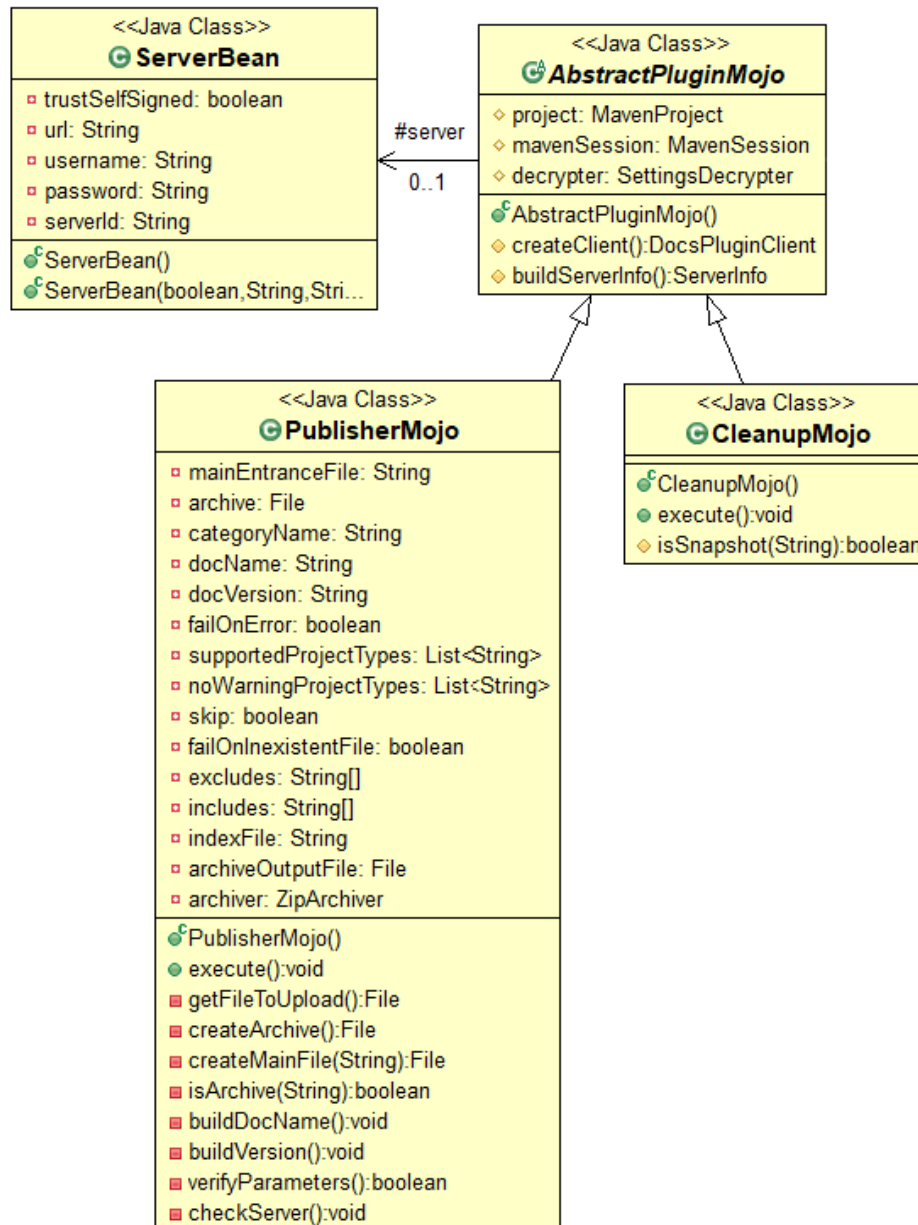 <<Java Class>>
ServerBean
trustSelfSigned: boolean
url: String
username: String
password: String
serverId: String
ServerBean()
ServerBean(boolean,String,Stri...
#server
0..1
<<Java Class>>
AbstractPluginMojo
project: MavenProject
mavenSession: MavenSession
decrypter: SettingsDecrypter
AbstractPluginMojo()
createClient():DocsPluginClient
buildServerInfo():ServerInfo
<<Java Class>>
PublisherMojo
mainEntranceFile: String
archive: File
categoryName: String
docName: String
docVersion: String
failOnError: boolean
supportedProjectTypes: List<String>
noWarningProjectTypes: List<String>
skip: boolean
failOnInexistentFile: boolean
excludes: String[]
includes: String[]
indexFile: String
archiveOutputFile: File
archiver: ZipArchiver
PublisherMojo()
execute():void
getFileToUpload():File
createArchive():File
createMainFile(String):File
isArchive(String):boolean
buildDocName():void
buildVersion():void
verifyParameters():boolean
checkServer():void
<<Java Class>>
CleanupMojo
CleanupMojo()
execute():void
isSnapshot(String):boolean